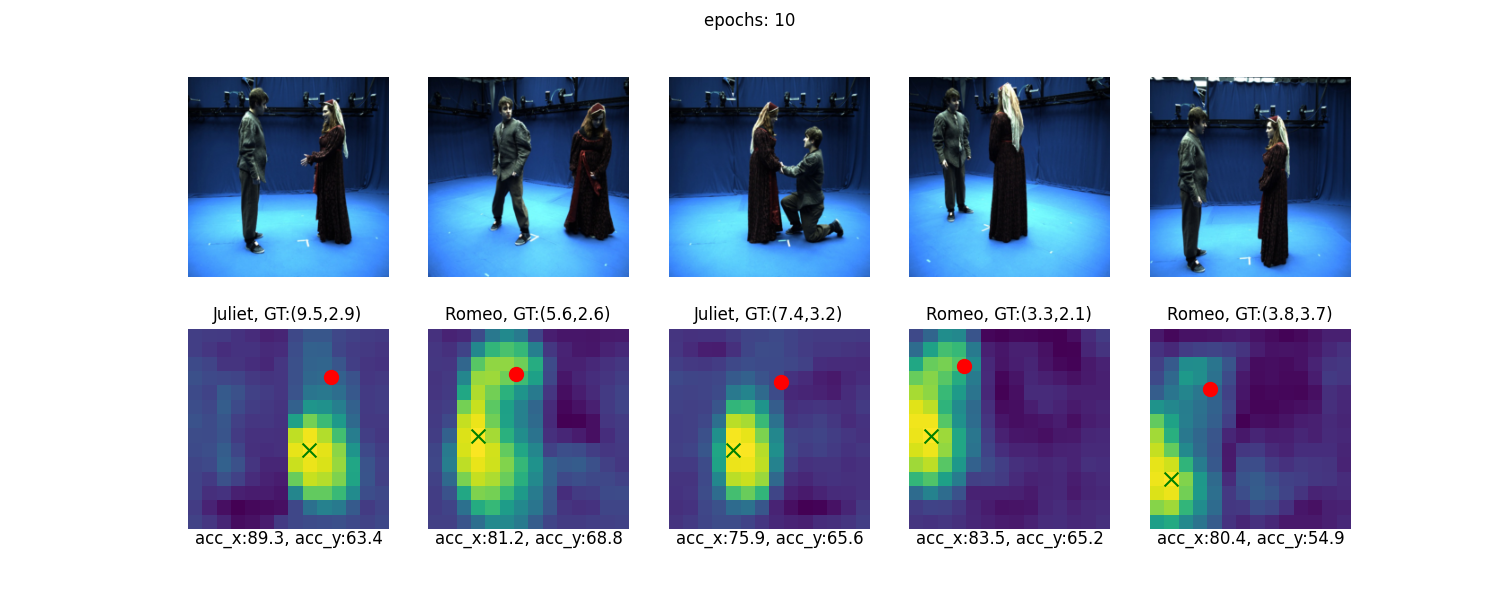 epochs: 10
Juliet, GT:(9.5,2.9)
Romeo, GT:(5.6,2.6)
Juliet, GT:(7.4,3.2)
Romeo, GT:(3.3,2.1)
Romeo, GT:(3.8,3.7)
acc_x:89.3, acc_y:63.4
acc_x:81.2, acc_y:68.8
acc_x:75.9, acc_y:65.6
acc_x:83.5, acc_y:65.2
acc_x:80.4, acc_y:54.9